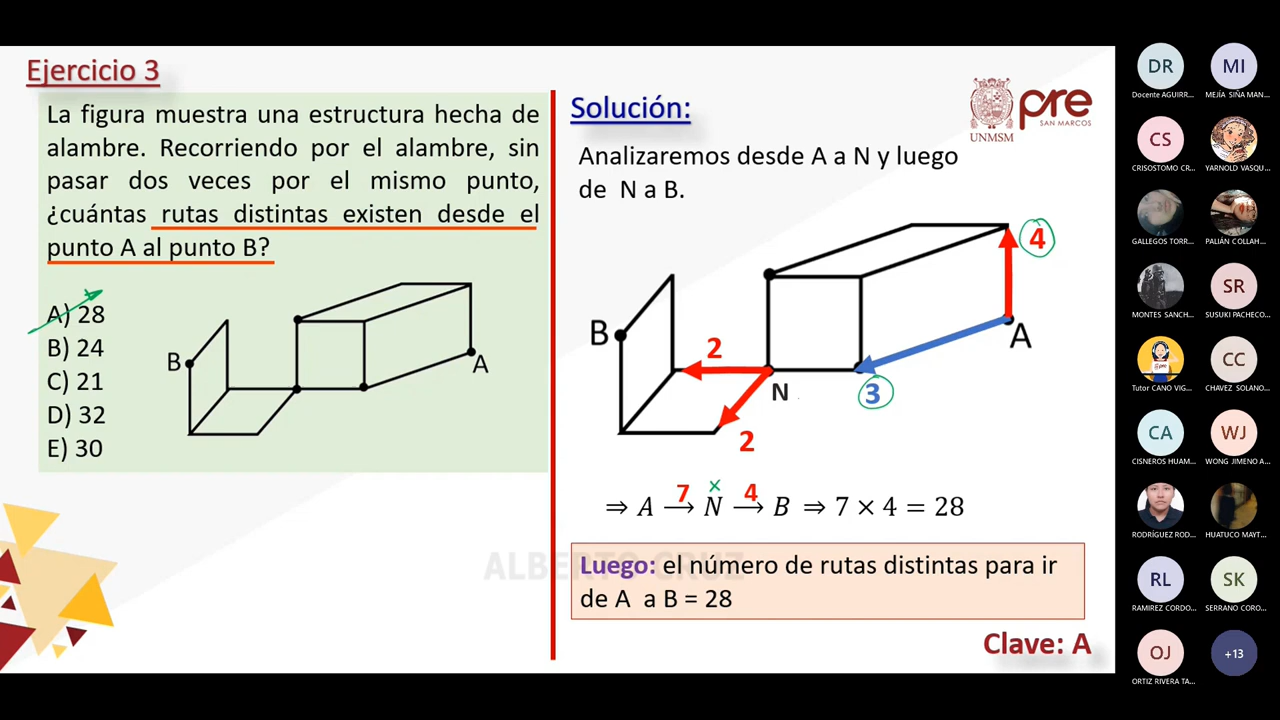 Ejercicio 3
La figura muestra una estructura hecha de
alambre. Recorriendo por el alambre, sin
pasar dos veces por el mismo punto,
¿cuántas rutas distintas existen desde el
punto A al punto B?
A) 28
B) 24
C) 21
D) 32
E) 30
B
A
Solución:
UNMSM
pre
SAN MARCOS
Analizaremos desde A a N y luego
de N a B.
4
B
2
A
N
3
2
⇒ A →(7) N ×→(4) B ⇒ 7 × 4 = 28
ALBERTO CRUZ
Luego: el número de rutas distintas para ir
de A a B = 28
Clave: A
DR
MI
Docente AGUIRR...
MEJÍA SIÑA MAN...
CS
CRISOSTOMO CR...
YARNOLD VASQU...
GALLEGOS TORR...
PALIÁN COLLAH...
SR
MONTES SANCH...
SUSUKI PACHECO...
CC
Tutor CANO VIG...
CHAVEZ SOLANO...
CA
WJ
CISNEROS HUAM...
WONG JIMENO A...
RODRÍGUEZ ROD...
HUATUCO MAYT...
RL
SK
RAMIREZ CORDO...
SERRANO CORO...
OJ
+13
ORTIZ RIVERA TA...